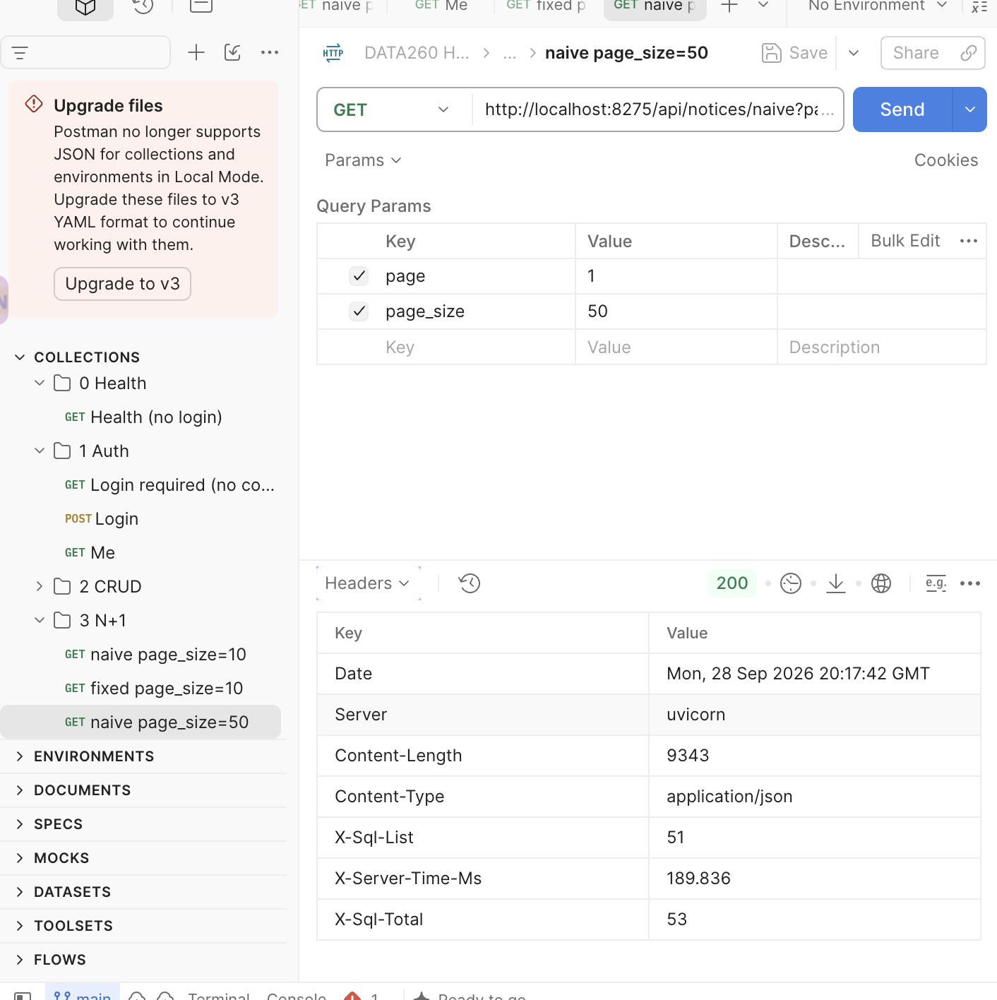 GET naive p
GET Me
GET fixed p
GET naive p
No Environment
HTTP DATA260 H... > ... > naive page_size=50
Save
Share
Upgrade files
Postman no longer supports
JSON for collections and
environments in Local Mode.
Upgrade these files to v3
YAML format to continue
working with them.
Upgrade to v3
GET
http://localhost:8275/api/notices/naive?pa...
Send
Params
Cookies
Query Params
Key Value Desc... Bulk Edit
page 1
page_size 50
Key Value Description
COLLECTIONS
0 Health
GET Health (no login)
1 Auth
GET Login required (no co...
POST Login
GET Me
2 CRUD
3 N+1
GET naive page_size=10
GET fixed page_size=10
GET naive page_size=50
ENVIRONMENTS
DOCUMENTS
SPECS
MOCKS
DATASETS
TOOLSETS
FLOWS
Headers
200
e.g.
Key Value
Date Mon, 28 Sep 2026 20:17:42 GMT
Server uvicorn
Content-Length 9343
Content-Type application/json
X-Sql-List 51
X-Server-Time-Ms 189.836
X-Sql-Total 53
main
Terminal
Console
1
Ready to go